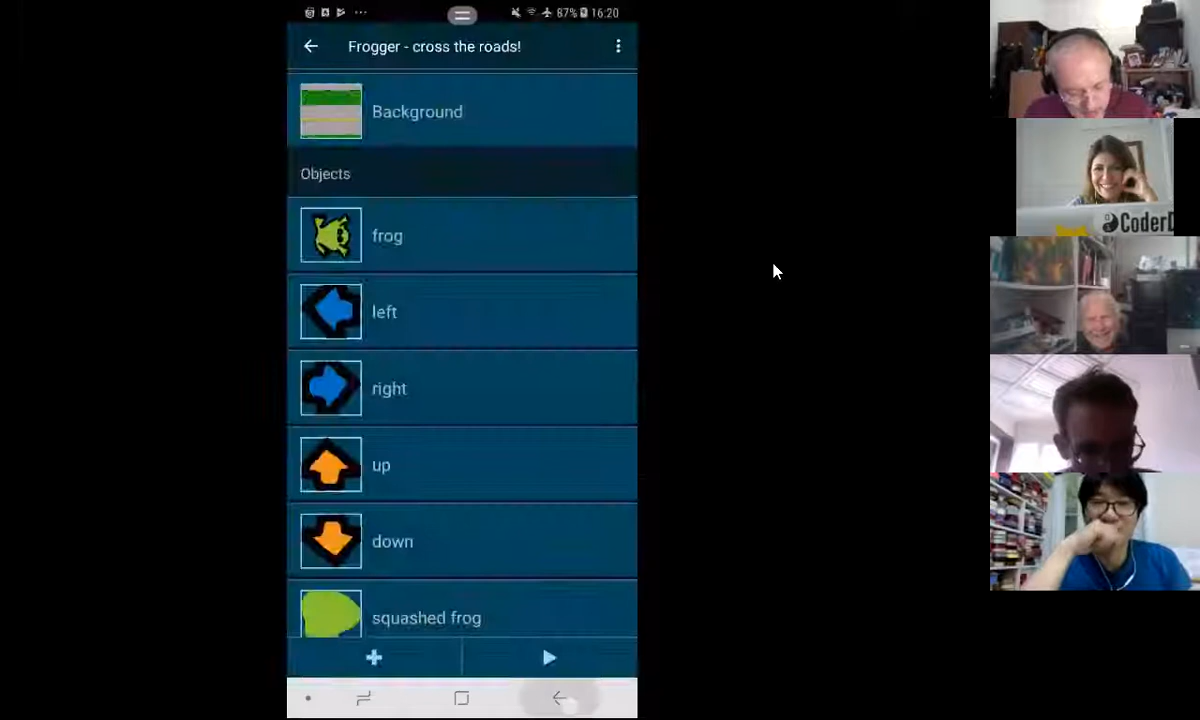 87% 16:20
Frogger - cross the roads!
Background
Objects
frog
left
right
up
down
squashed frog
CoderD